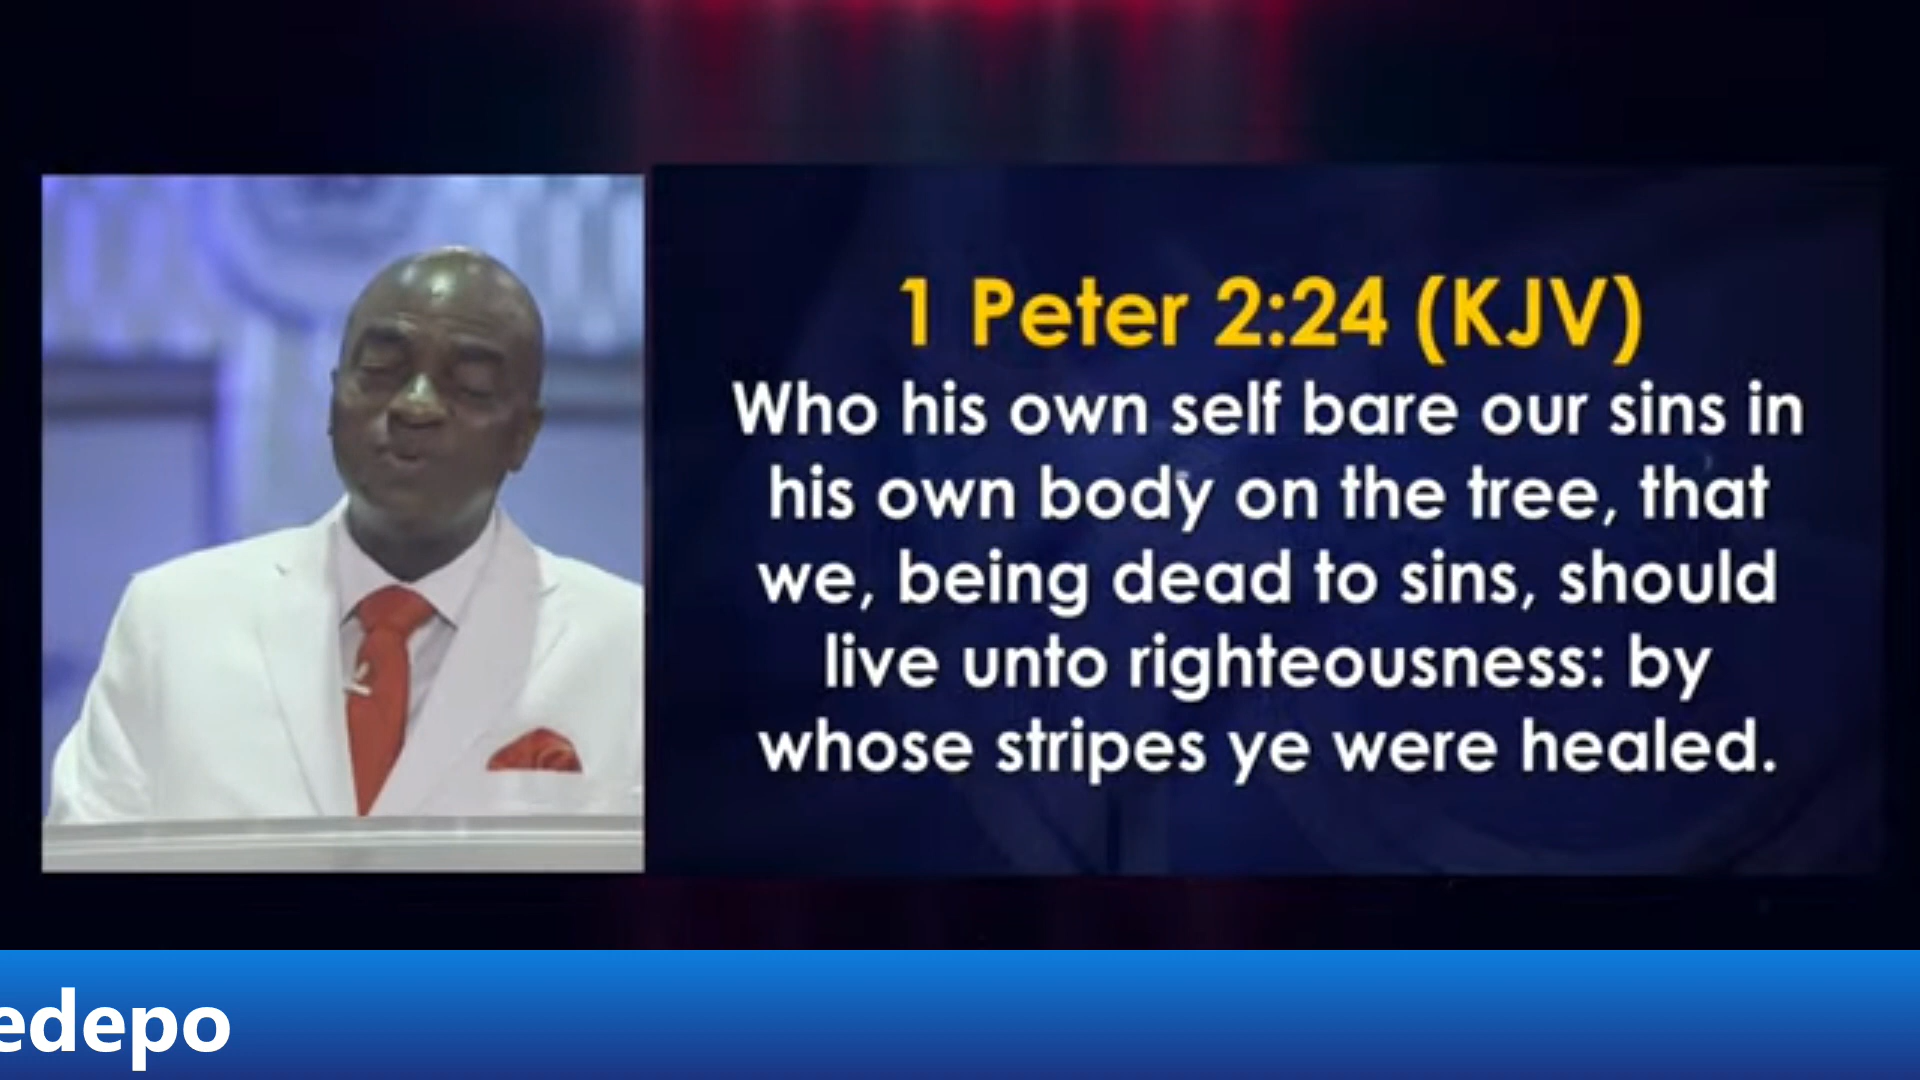 1 Peter 2:24 (KJV)
Who his own self bare our sins in
his own body on the tree, that
we, being dead to sins, should
live unto righteousness: by
whose stripes ye were healed.
edepo